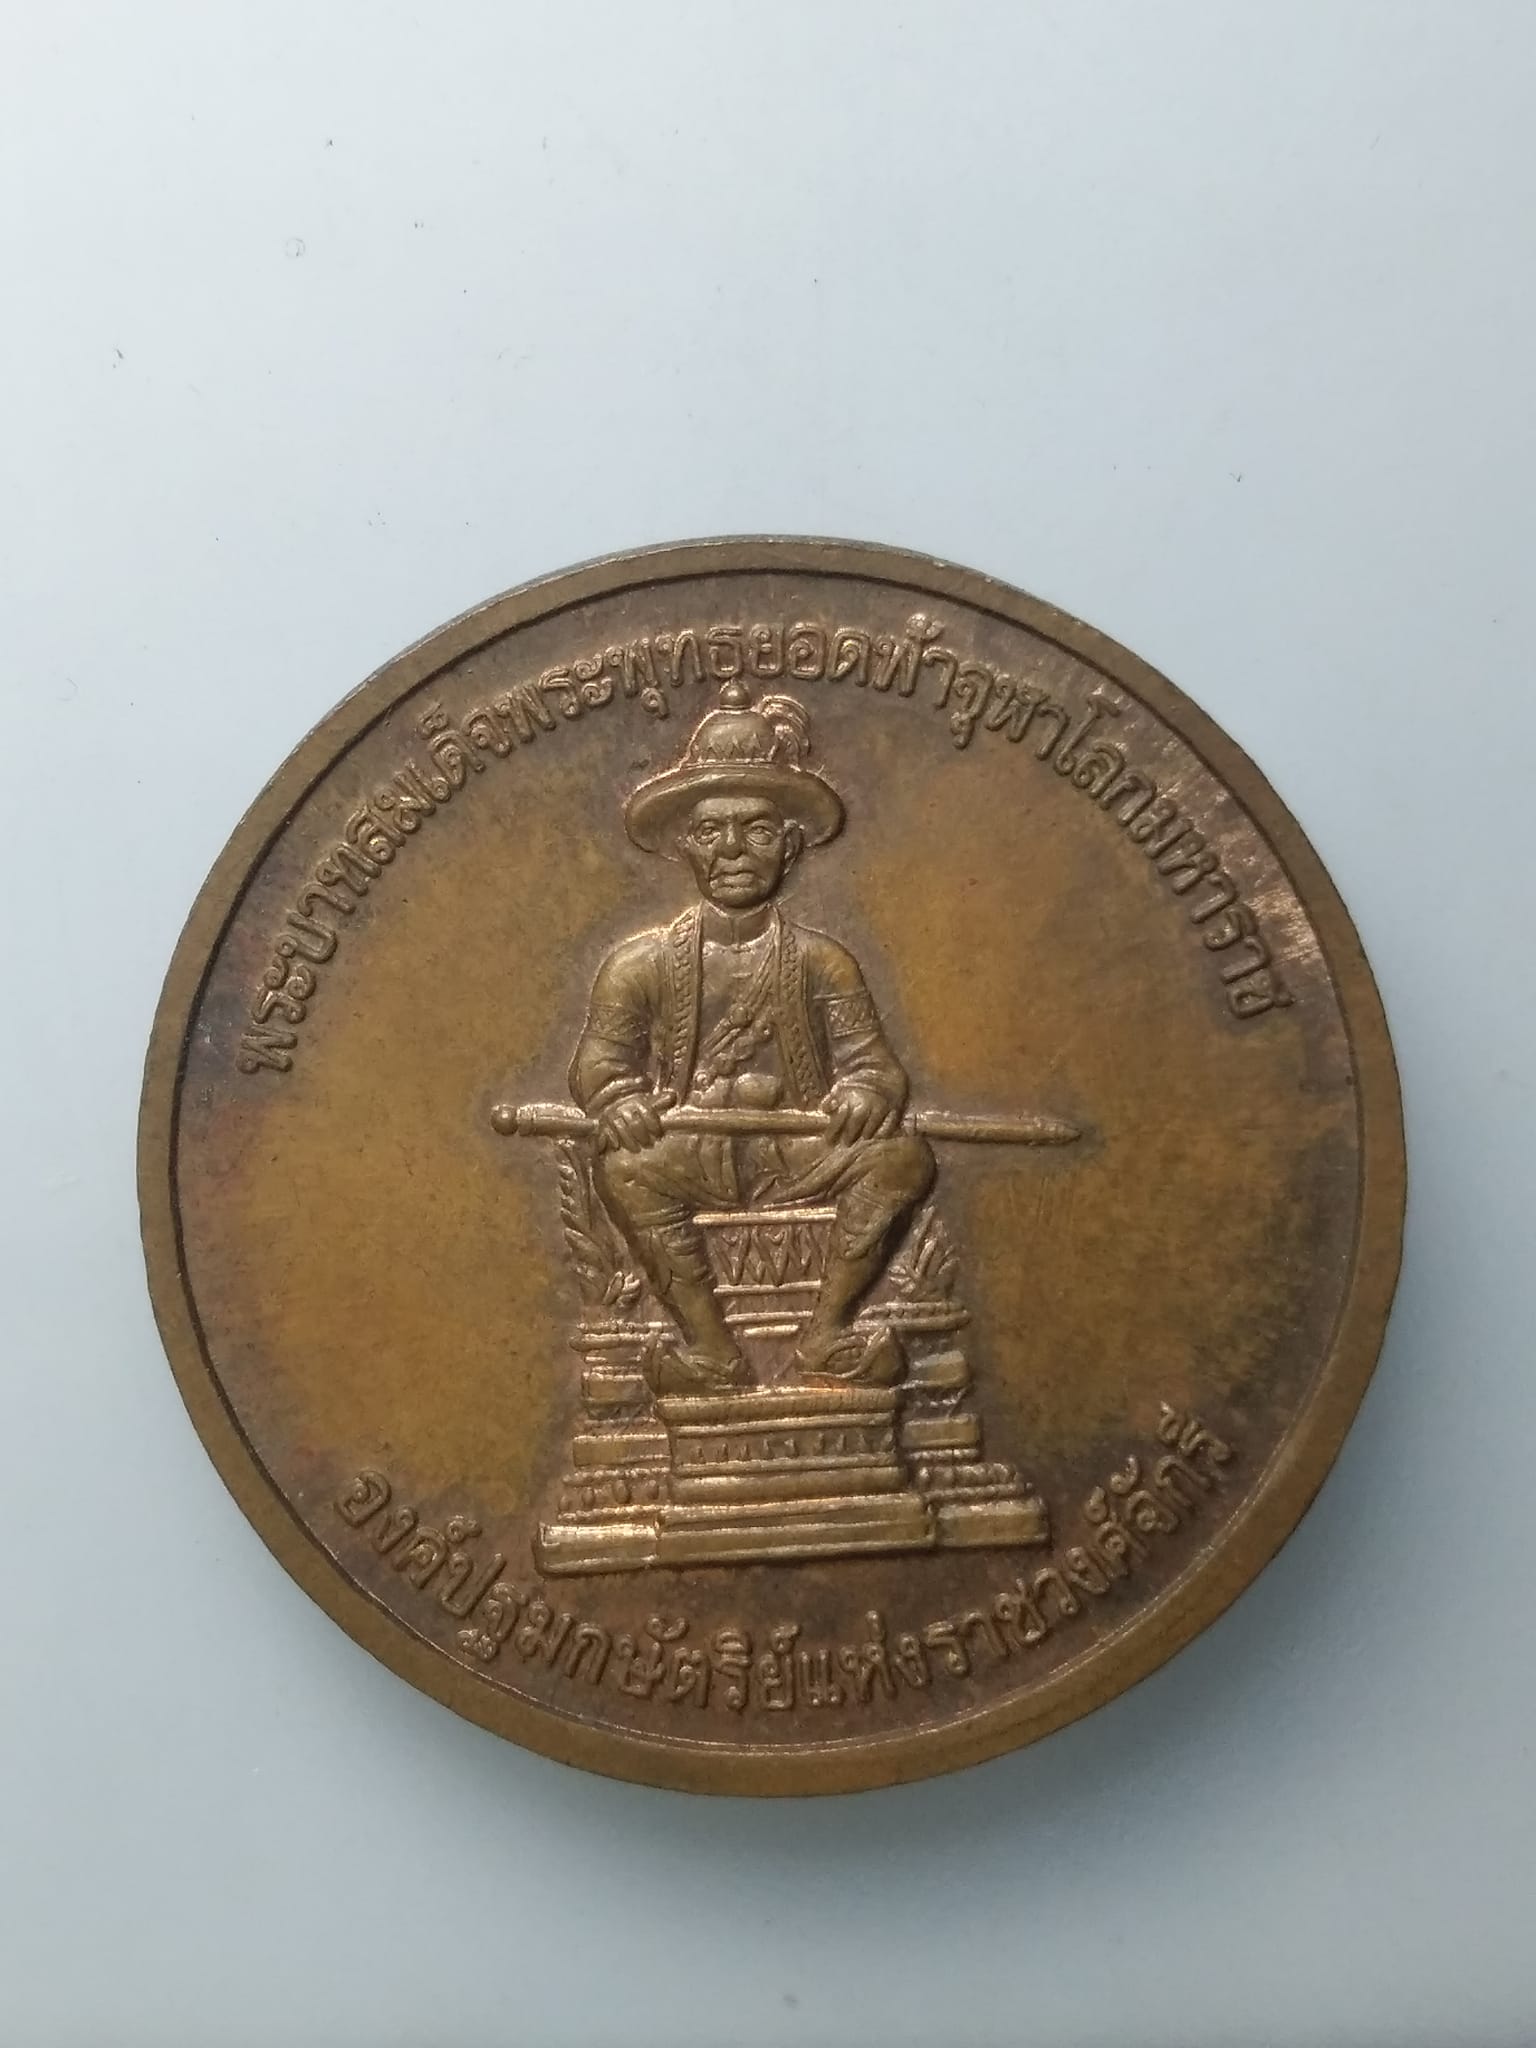 พระบาทสมเด็จพระพุทธยอดฟ้าจุฬาโลกมหาราช
องค์ปฐมกษัตริย์แห่งราชวงศ์จักรี